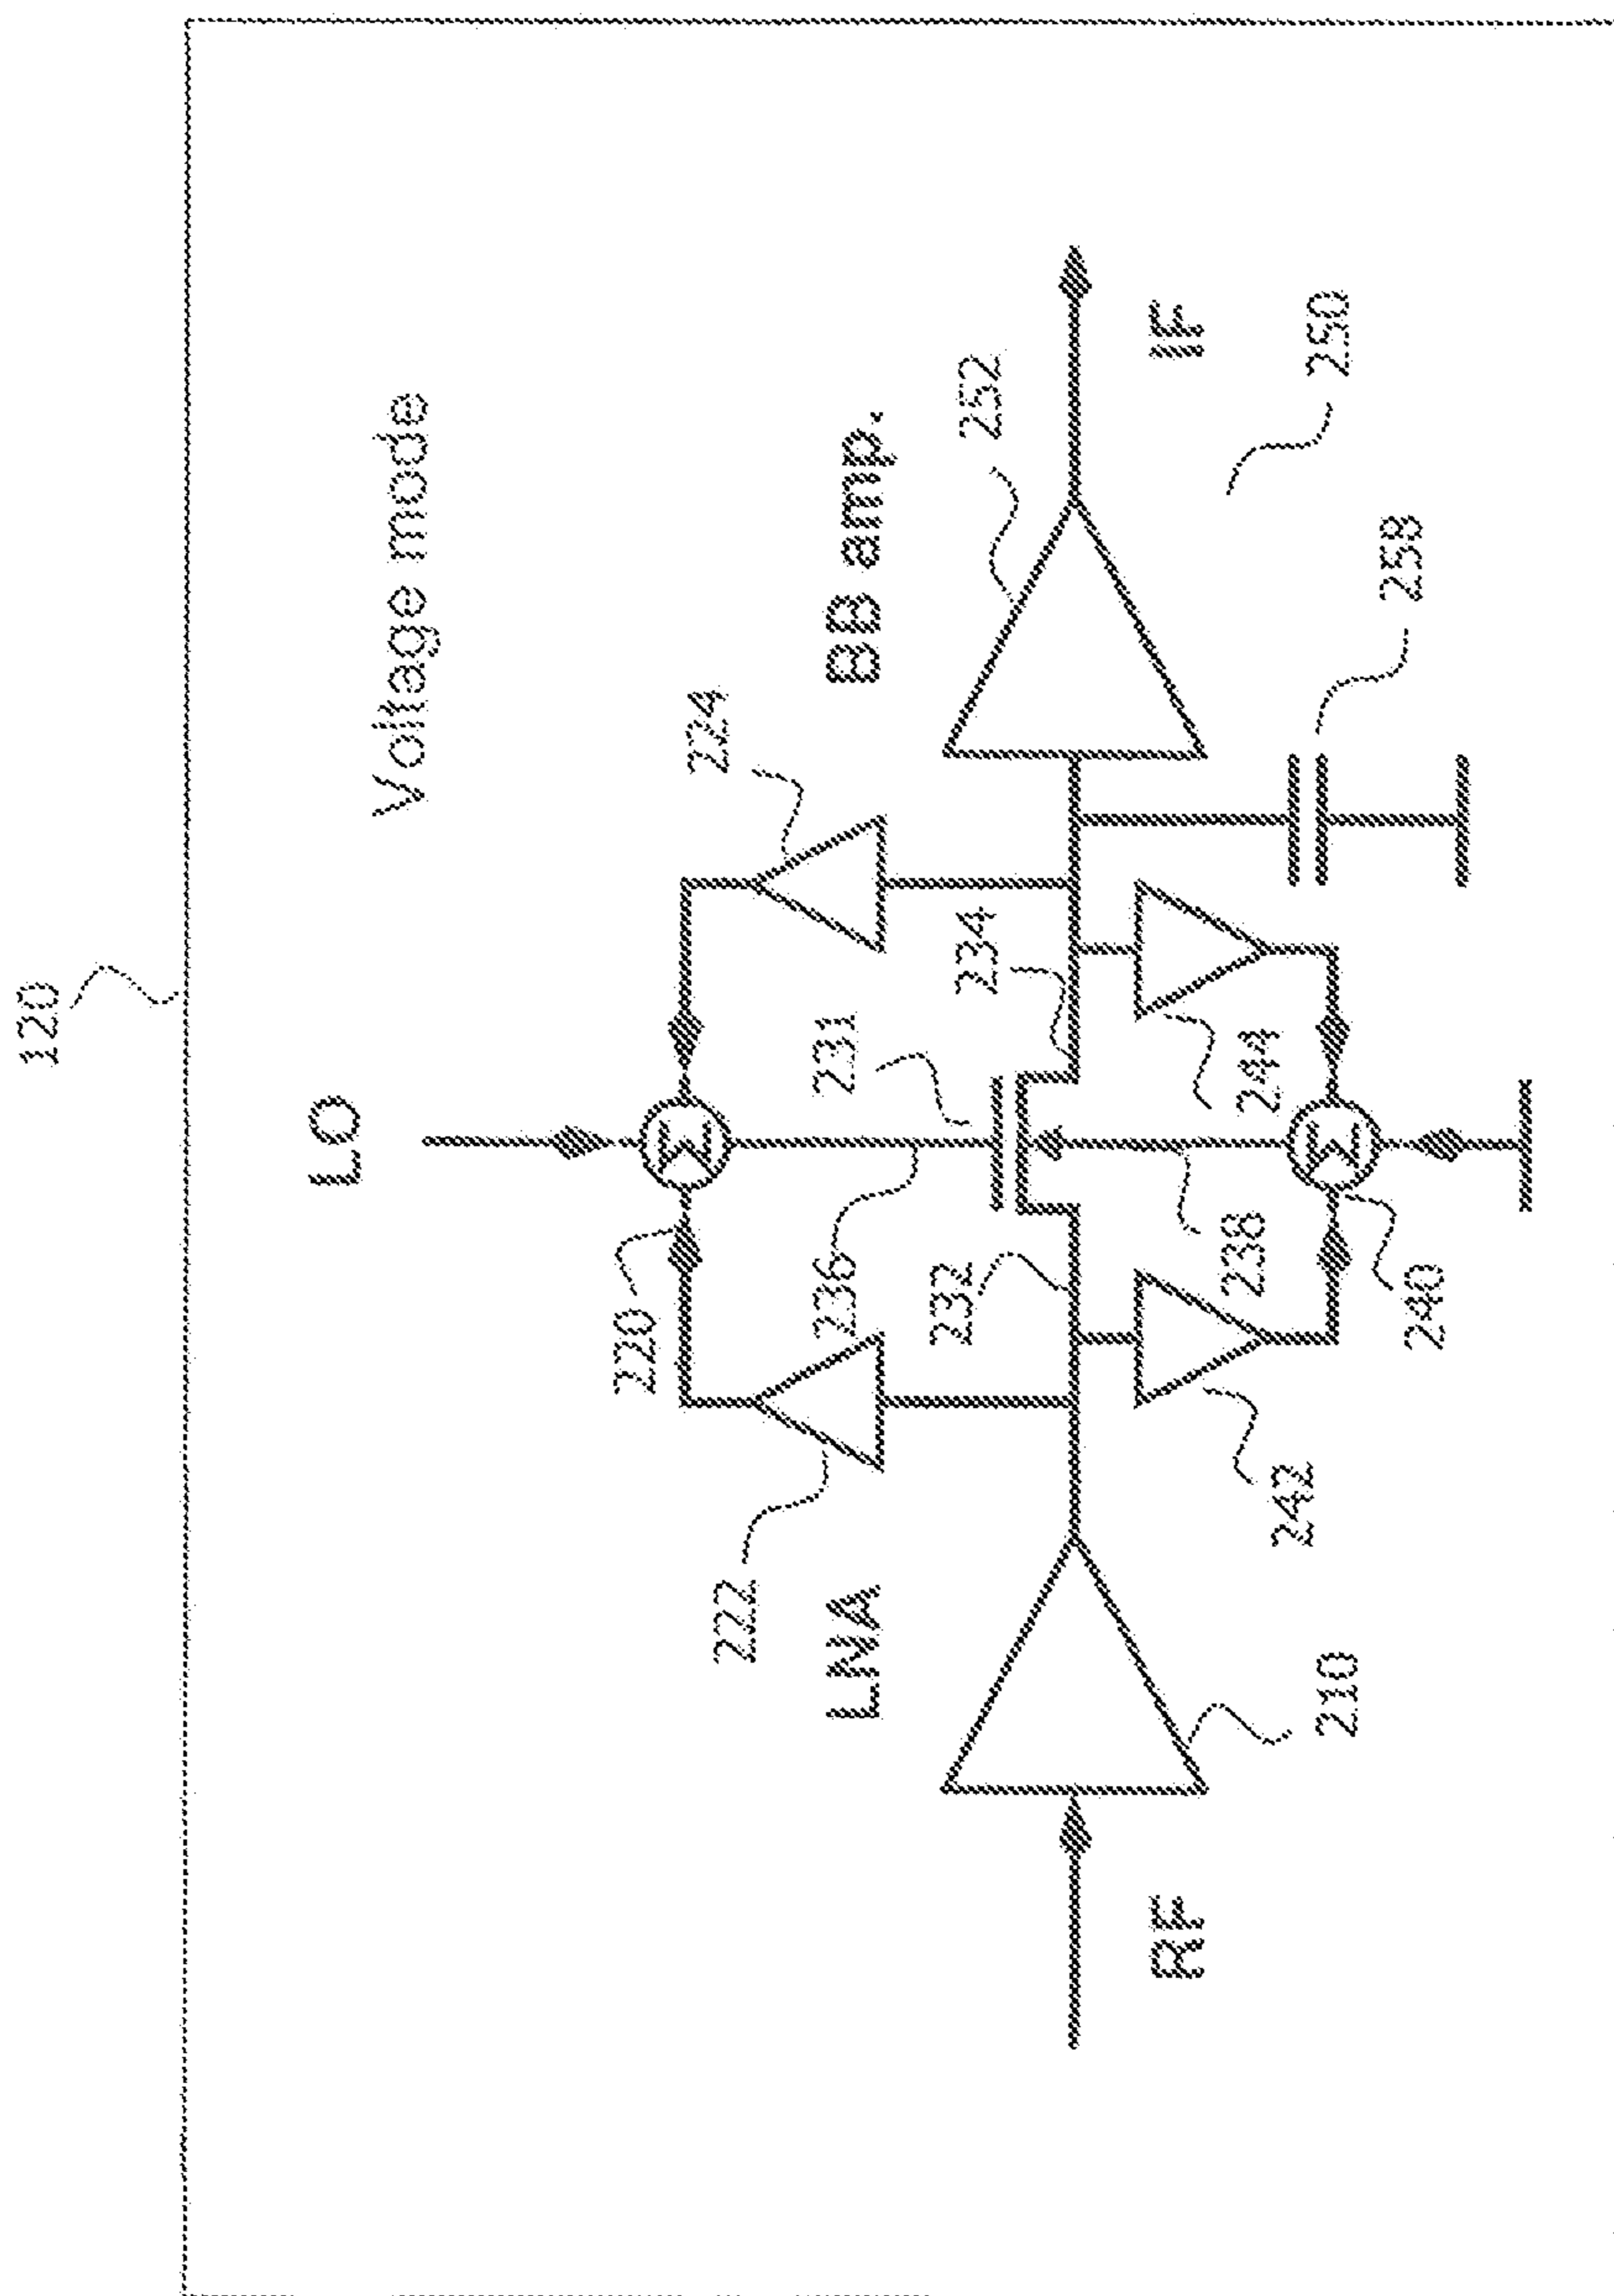 120
LO
Voltage mode
220
Σ
224
222
236
231
LNA
BB amp.
232
234
252
RF
IF
238
244
242
Σ
210
250
240
258